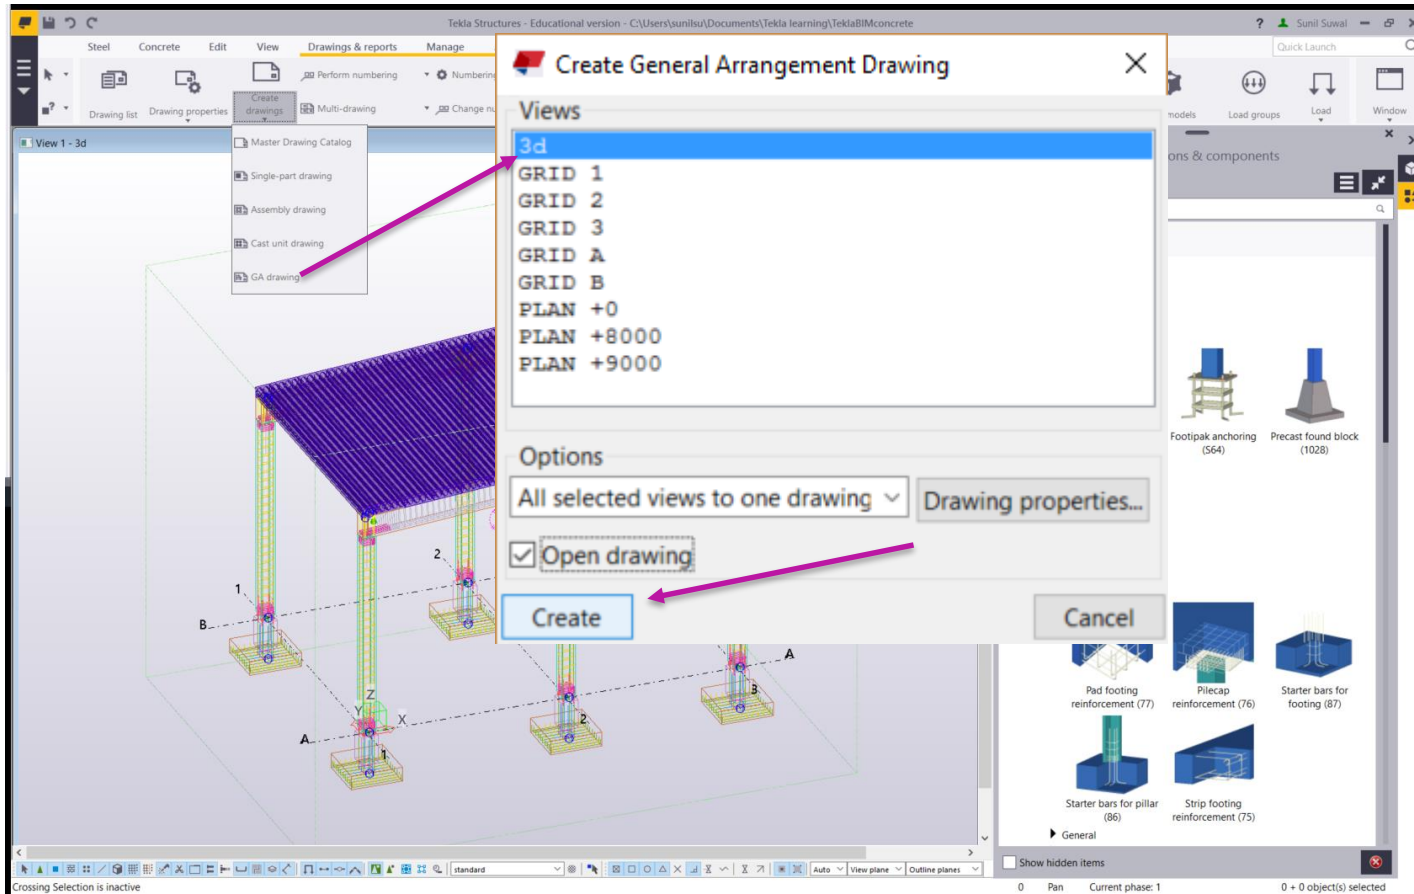 Tekla Structures - Educational version - C:\Users\sunilsu\Documents\Tekla learning\TeklaBIMconcrete
? Sunil Suwal
Steel Concrete Edit View Drawings & reports Manage
Quick Launch
Perform numbering
Drawing list
Drawing properties
Create drawings
Multi-drawing
Change nu
models
Load groups
Load
Window
View 1 - 3d
Master Drawing Catalog
Single-part drawing
Assembly drawing
Cast unit drawing
GA drawing
Create General Arrangement Drawing
Views
3d
GRID 1
GRID 2
GRID 3
GRID A
GRID B
PLAN +0
PLAN +8000
PLAN +9000
Options
All selected views to one drawing
Drawing properties...
Open drawing
Create
Cancel
ons & components
Footipak anchoring (S64)
Precast found block (1028)
Pad footing reinforcement (77)
Pilecap reinforcement (76)
Starter bars for footing (87)
Starter bars for pillar (86)
Strip footing reinforcement (75)
General
Show hidden items
2
1
B
A
3
Z
Y
X
2
A
1
standard
Auto
View plane
Outline planes
Crossing Selection is inactive
0
Pan
Current phase: 1
0 + 0 object(s) selected